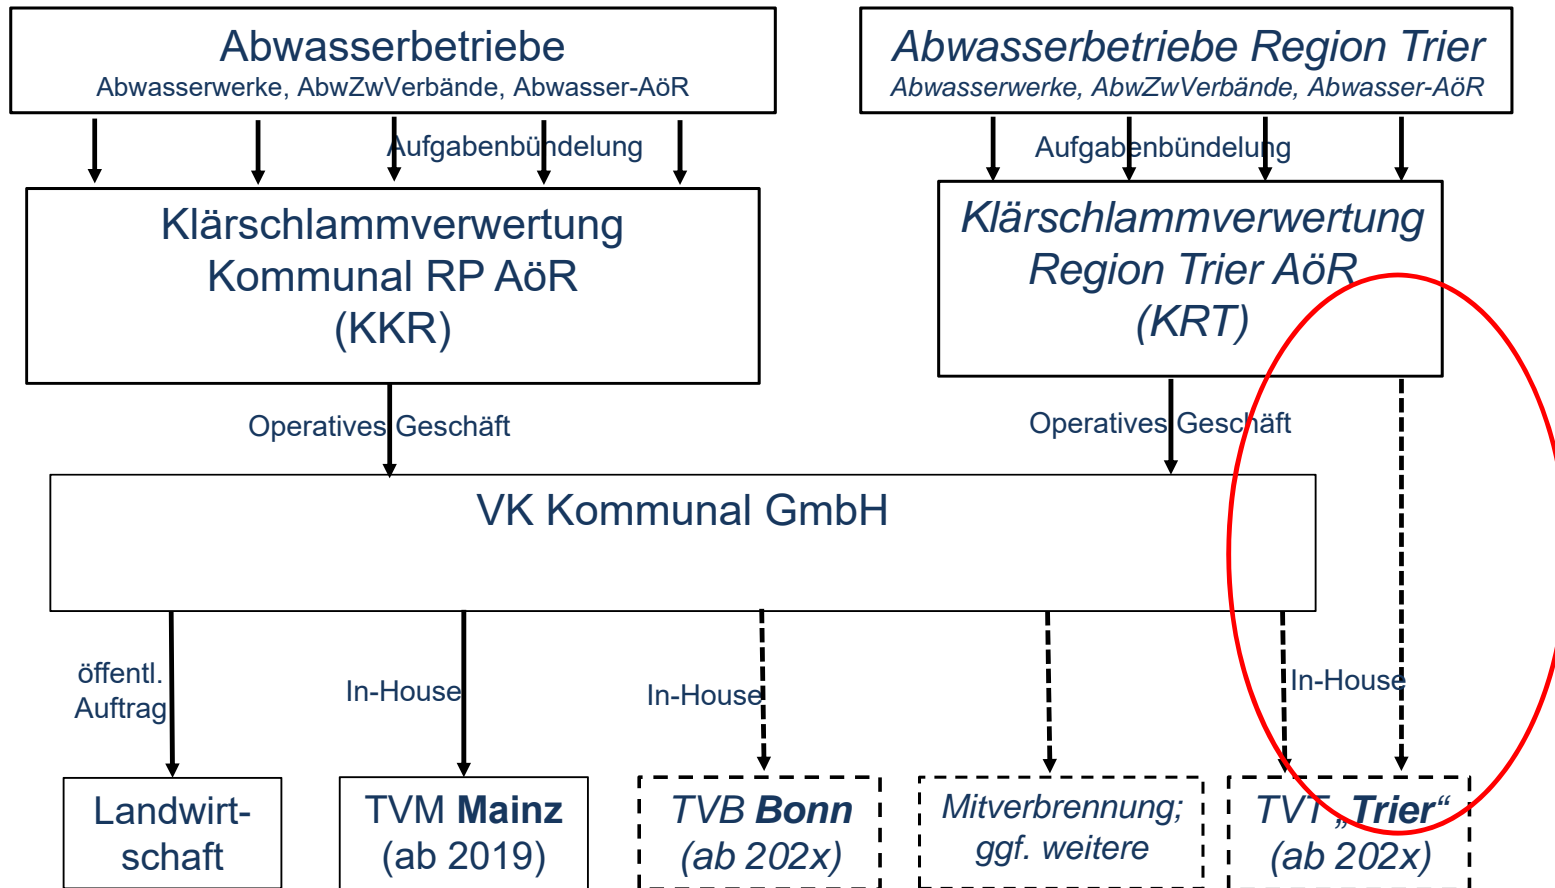 Abwasserbetriebe
Abwasserwerke, AbwZwVerbände, Abwasser-AöR
Abwasserbetriebe Region Trier
Abwasserwerke, AbwZwVerbände, Abwasser-AöR
Aufgabenbündelung
Aufgabenbündelung
Klärschlammverwertung
Kommunal RP AöR
(KKR)
Klärschlammverwertung
Region Trier AöR
(KRT)
Operatives Geschäft
Operatives Geschäft
VK Kommunal GmbH
öffentl.
Auftrag
In-House
In-House
In-House
Landwirt-
schaft
TVM Mainz
(ab 2019)
TVB Bonn
(ab 202x)
Mitverbrennung;
ggf. weitere
TVT „Trier“
(ab 202x)